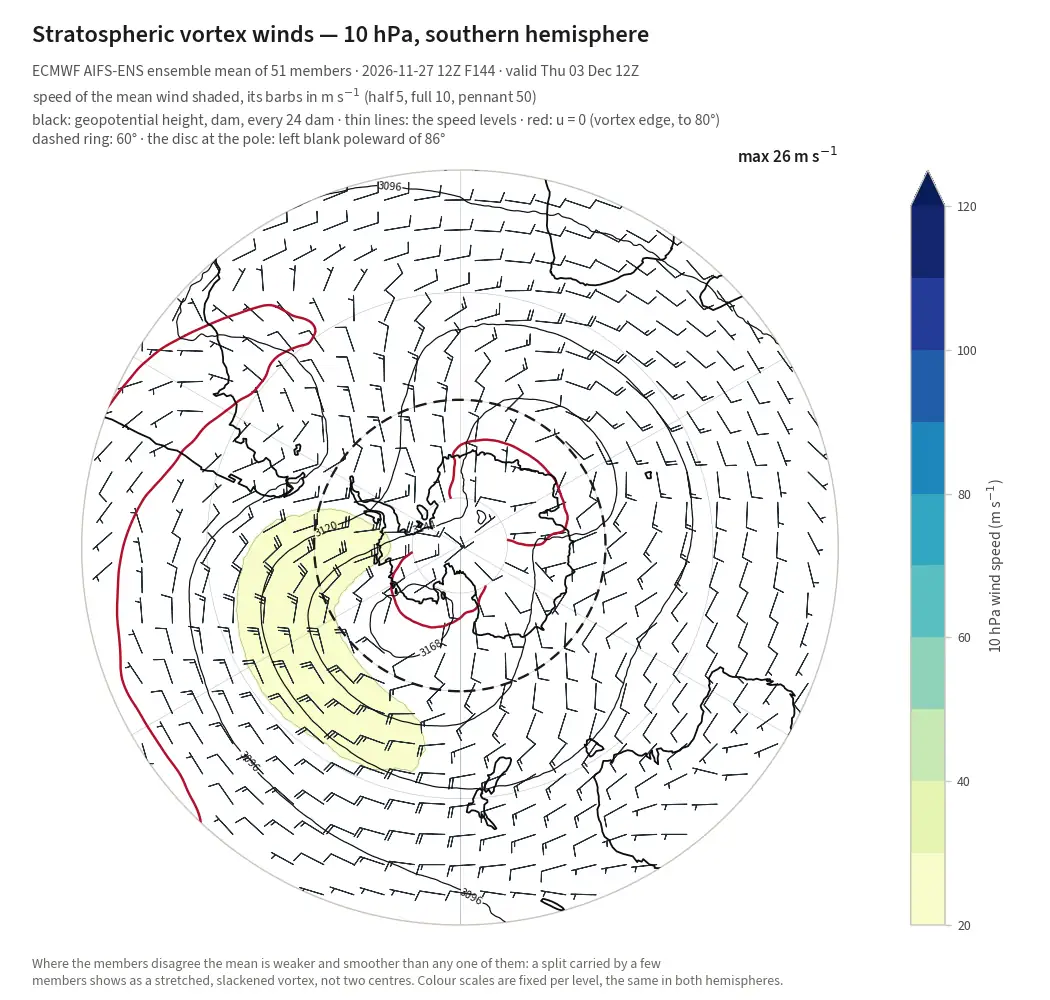 Stratospheric vortex winds — 10 hPa, southern hemisphere
ECMWF AIFS-ENS ensemble mean of 51 members · 2026-11-27 12Z F144 · valid Thu 03 Dec 12Z
speed of the mean wind shaded, its barbs in m s⁻¹ (half 5, full 10, pennant 50)
black: geopotential height, dam, every 24 dam · thin lines: the speed levels · red: u = 0 (vortex edge, to 80°)
dashed ring: 60° · the disc at the pole: left blank poleward of 86°
max 26 m s⁻¹
3096
3120
3168
3096
3096
120
100
80
60
40
20
10 hPa wind speed (m s⁻¹)
Where the members disagree the mean is weaker and smoother than any one of them: a split carried by a few
members shows as a stretched, slackened vortex, not two centres. Colour scales are fixed per level, the same in both hemispheres.